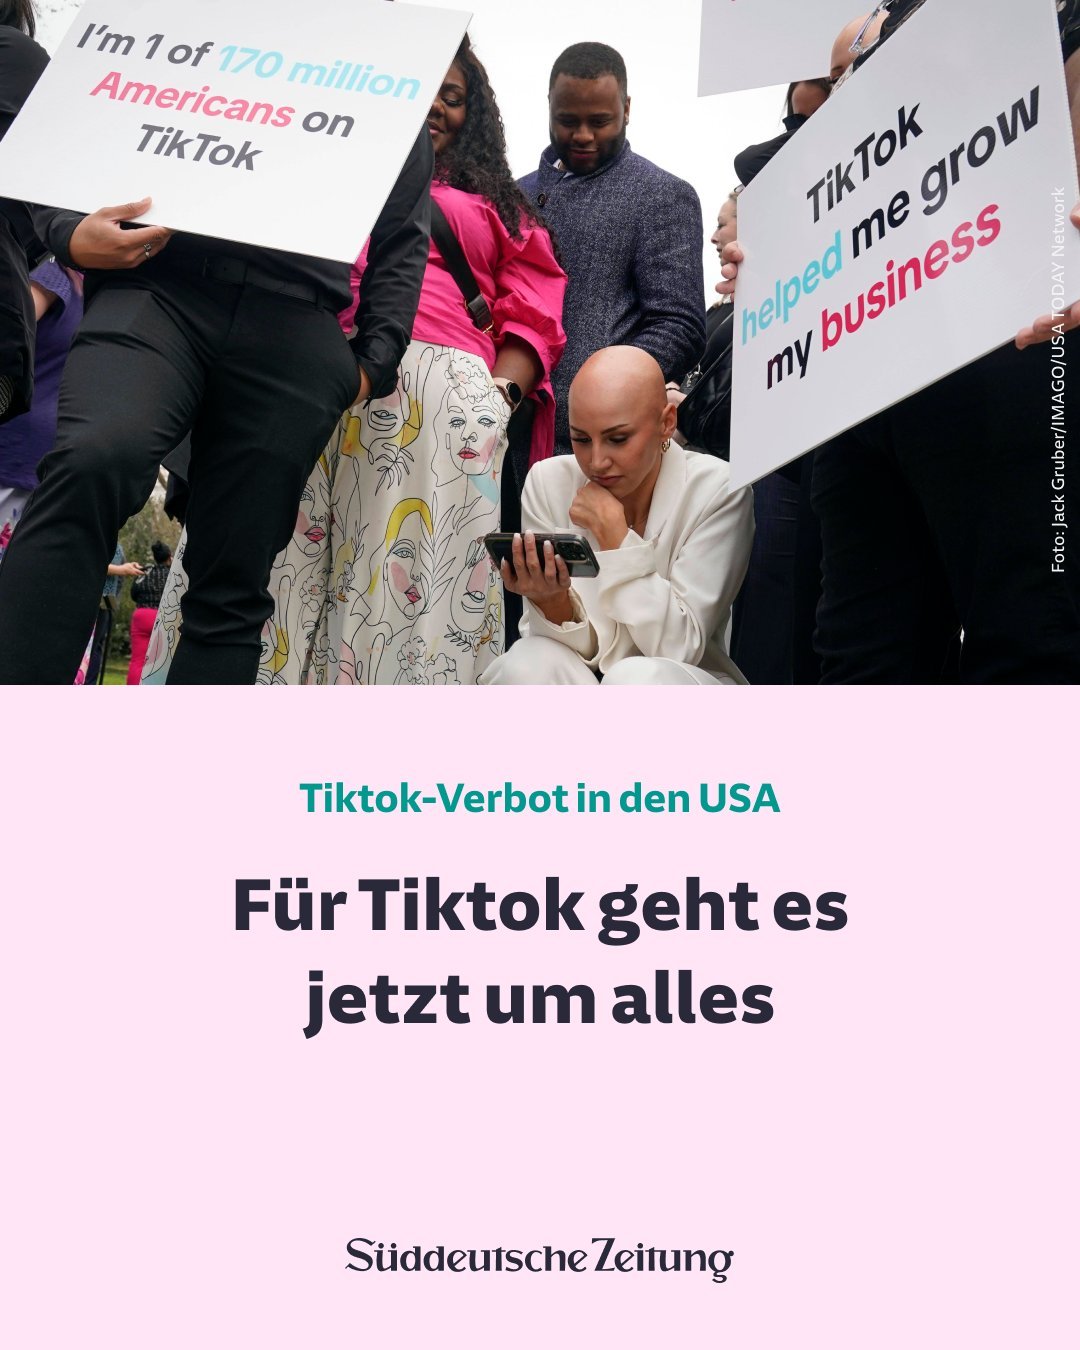 I'm 1 of 170 million
Americans on
TikTok
TikTok
helped me grow
my business
Foto: Jack Gruber/IMAGO/USA TODAY Network
Tiktok-Verbot in den USA
Für Tiktok geht es
jetzt um alles
Süddeutsche Zeitung